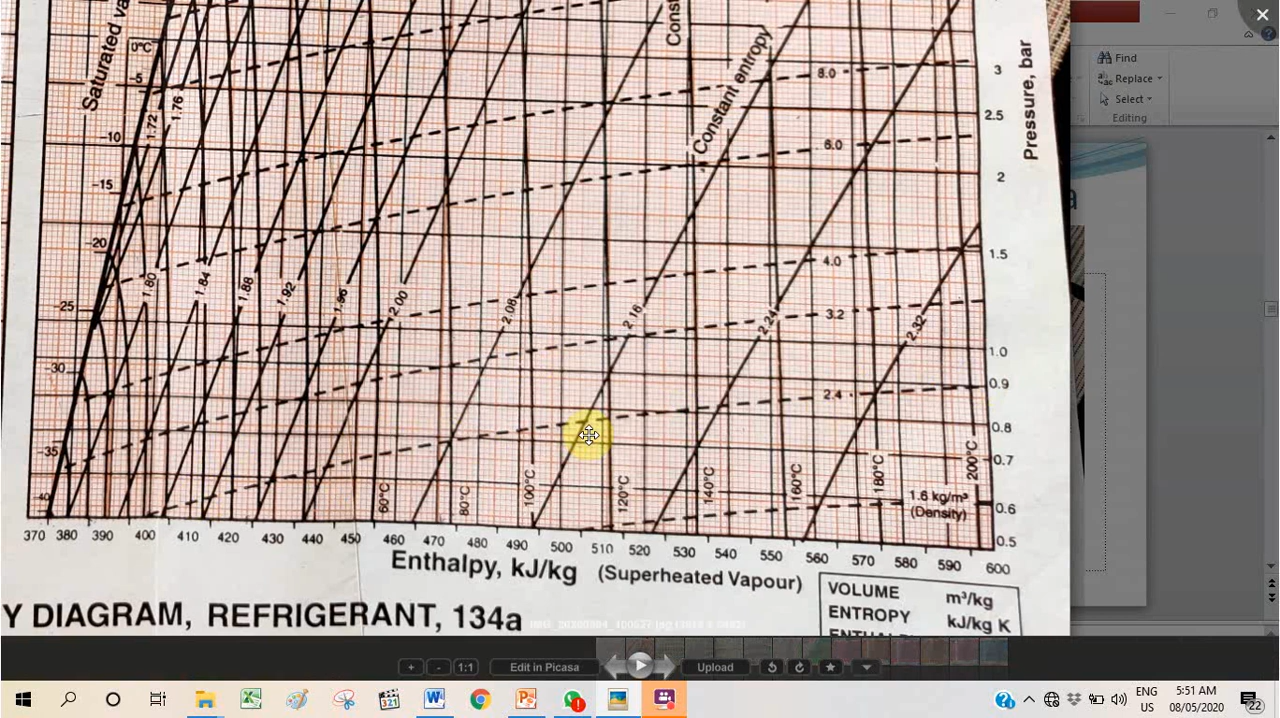 Saturated va
0°C
-5
-10
-15
-20
-25
-30
-35
-40
1.72
1.76
1.80
1.84
1.88
1.92
1.96
2.00
2.08
2.16
2.24
2.32
Const
Constant entropy
8.0
6.0
4.0
3.2
2.4
1.6 kg/m³
(Density)
60°C
80°C
100°C
120°C
140°C
160°C
180°C
200°C
3
2.5
2
1.5
1.0
0.9
0.8
0.7
0.6
0.5
Pressure, bar
370 380 390 400 410 420 430 440 450 460 470 480 490 500 510 520 530 540 550 560 570 580 590 600
Enthalpy, kJ/kg (Superheated Vapour)
Y DIAGRAM, REFRIGERANT, 134a
VOLUME m³/kg
ENTROPY kJ/kg K
Find
Replace
Select
Editing
a
1:1
Edit in Picasa
Upload
321
ENG
US
5:51 AM
08/05/2020
22